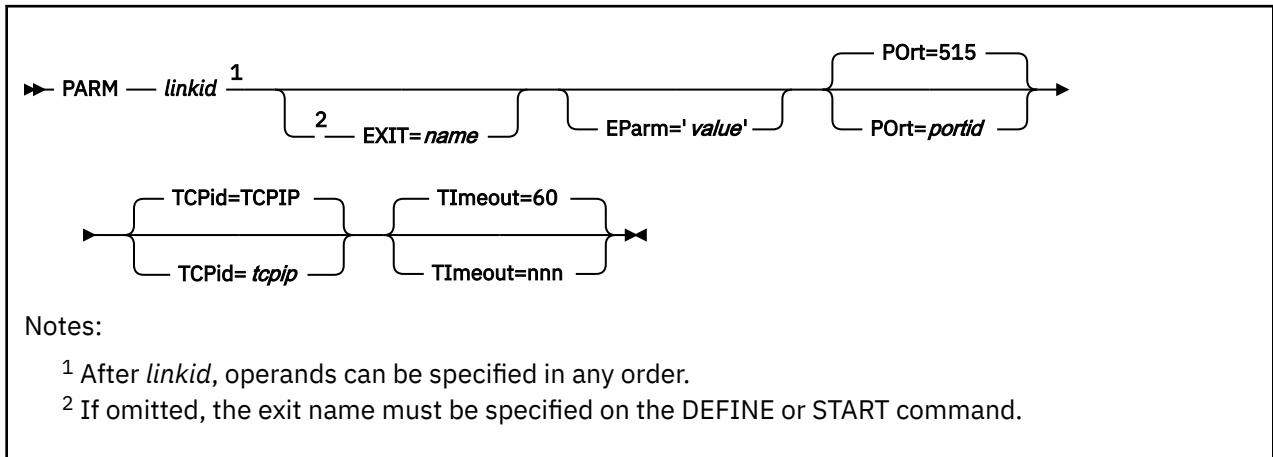 POrt=515
PARM linkid 1
2 EXIT=name EParm='value' POrt=portid
TCPid=TCPIP TImeout=60
TCPid=tcpip TImeout=nnn
Notes:
1 After linkid, operands can be specified in any order.
2 If omitted, the exit name must be specified on the DEFINE or START command.